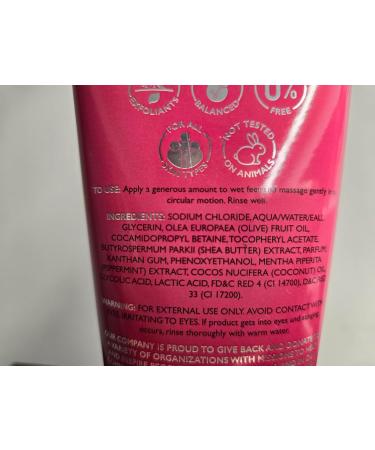 EXFOLIANTS
BALANCED
0%
FREE
FOR ALL
SKIN TYPES
NOT TESTED
ON ANIMALS
TO USE: Apply a generous amount to wet feet and massage gently in a
circular motion. Rinse well.
INGREDIENTS: SODIUM CHLORIDE, AQUA/WATER/EAU,
GLYCERIN, OLEA EUROPAEA (OLIVE) FRUIT OIL,
COCAMIDOPROPYL BETAINE, TOCOPHERYL ACETATE,
BUTYROSPERMUM PARKII (SHEA BUTTER) EXTRACT, PARFUM,
XANTHAN GUM, PHENOXYETHANOL, MENTHA PIPERITA
(PEPPERMINT) EXTRACT, COCOS NUCIFERA (COCONUT) OIL,
GLYCOLIC ACID, LACTIC ACID, FD&C RED 4 (CI 14700), D&C RED
33 (CI 17200).
WARNING: FOR EXTERNAL USE ONLY. AVOID CONTACT WITH
EYES. IRRITATING TO EYES. If product gets into eyes and stinging
occurs, rinse thoroughly with warm water.
OUR COMPANY IS PROUD TO GIVE BACK AND DONATES
A VARIETY OF ORGANIZATIONS WITH MISSIONS TO HELP
AND INSPIRE